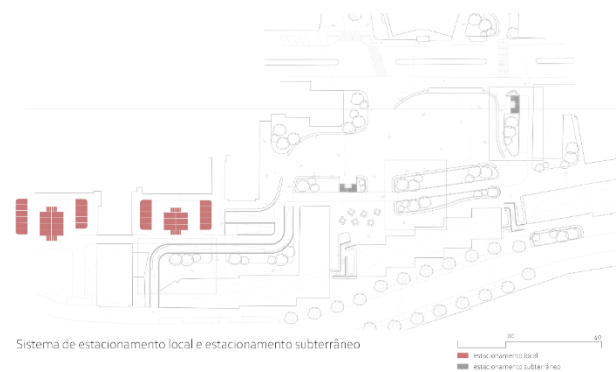 Sistema de estacionamento local e estacionamento subterrâneo
20
40
estacionamento local
estacionamento subterrâneo